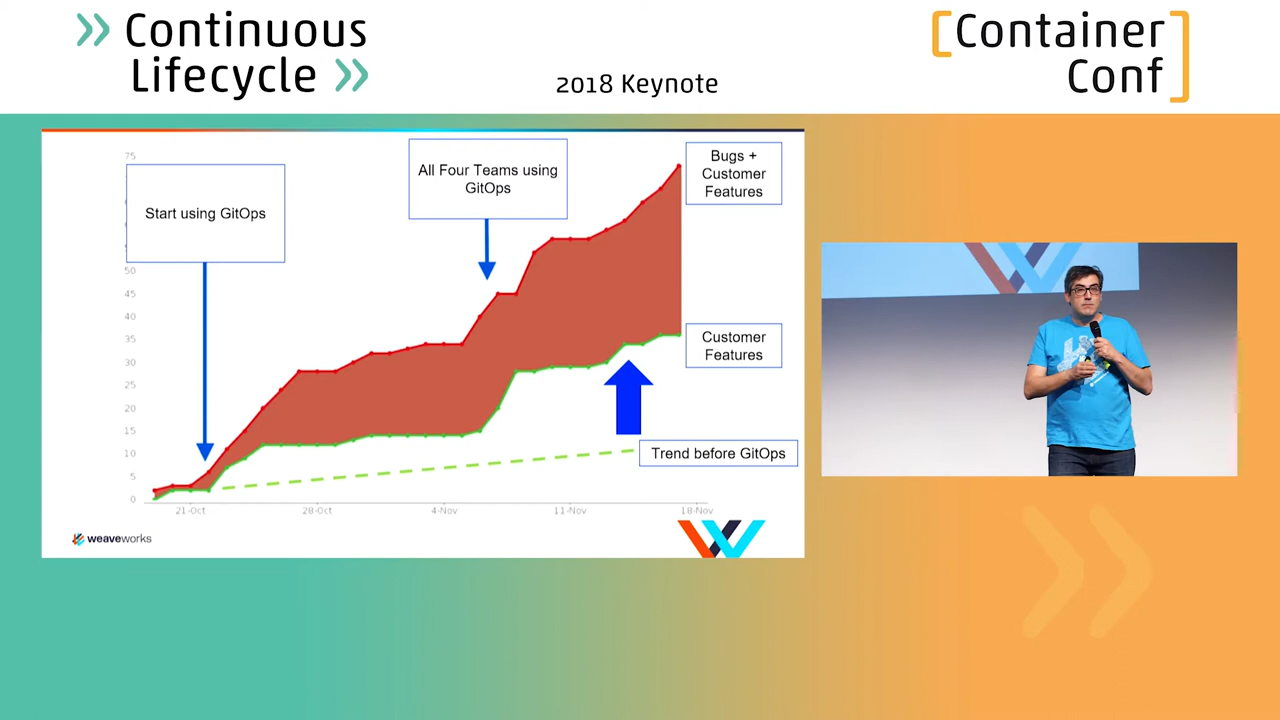 Continuous
Lifecycle
2018 Keynote
Container
Conf
75
Start using GitOps
All Four Teams using
GitOps
Bugs +
Customer
Features
50
45
40
35
30
25
20
15
10
5
0
Customer
Features
Trend before GitOps
21-Oct
28-Oct
4-Nov
11-Nov
18-Nov
weaveworks